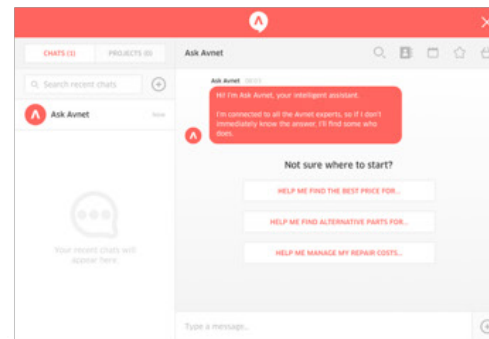 CHATS (1)
PROJECTS (0)
Ask Avnet
Search recent chats
Ask Avnet
Now
Your recent chats will
appear here
Ask Avnet
Hi! I'm Ask Avnet, your intelligent assistant.
I'm connected to all the Avnet experts, so if I don't
immediately know the answer, I'll find some who
does.
Not sure where to start?
HELP ME FIND THE BEST PRICE FOR...
HELP ME FIND ALTERNATIVE PARTS FOR...
HELP ME MANAGE MY REPAIR COSTS...
Type a message...